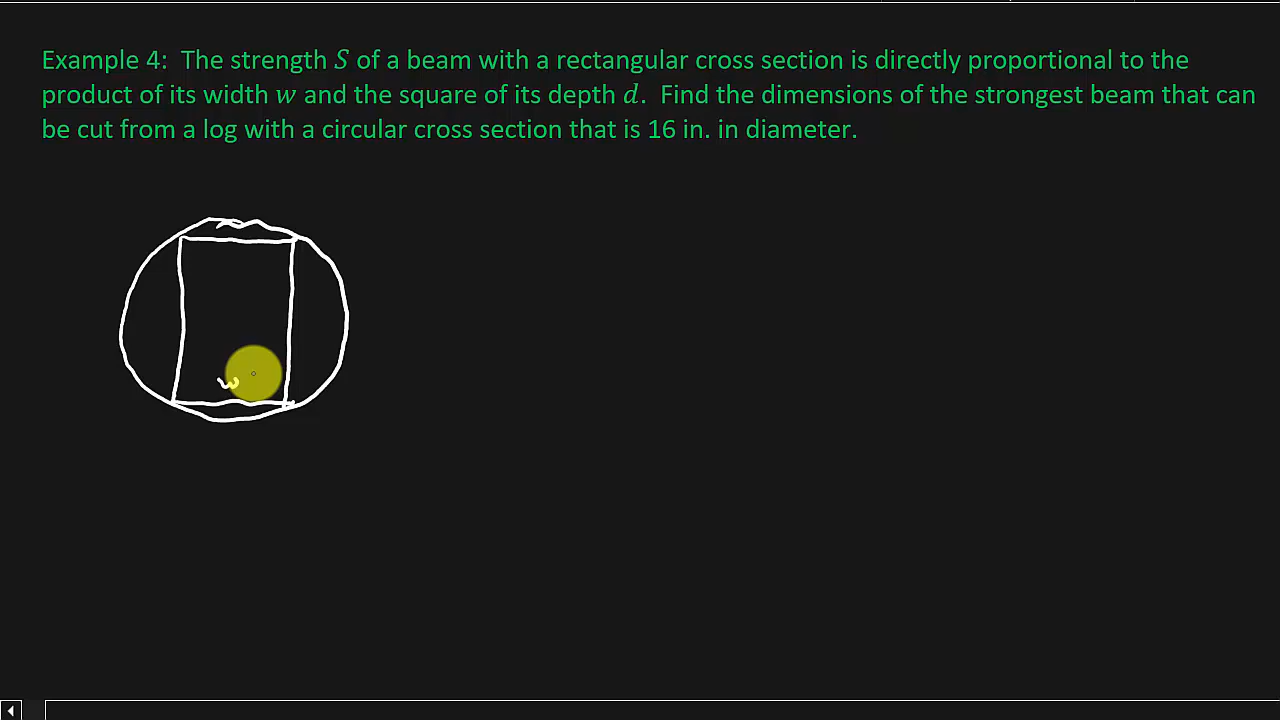 Example 4: The strength S of a beam with a rectangular cross section is directly proportional to the
product of its width w and the square of its depth d. Find the dimensions of the strongest beam that can
be cut from a log with a circular cross section that is 16 in. in diameter.
w